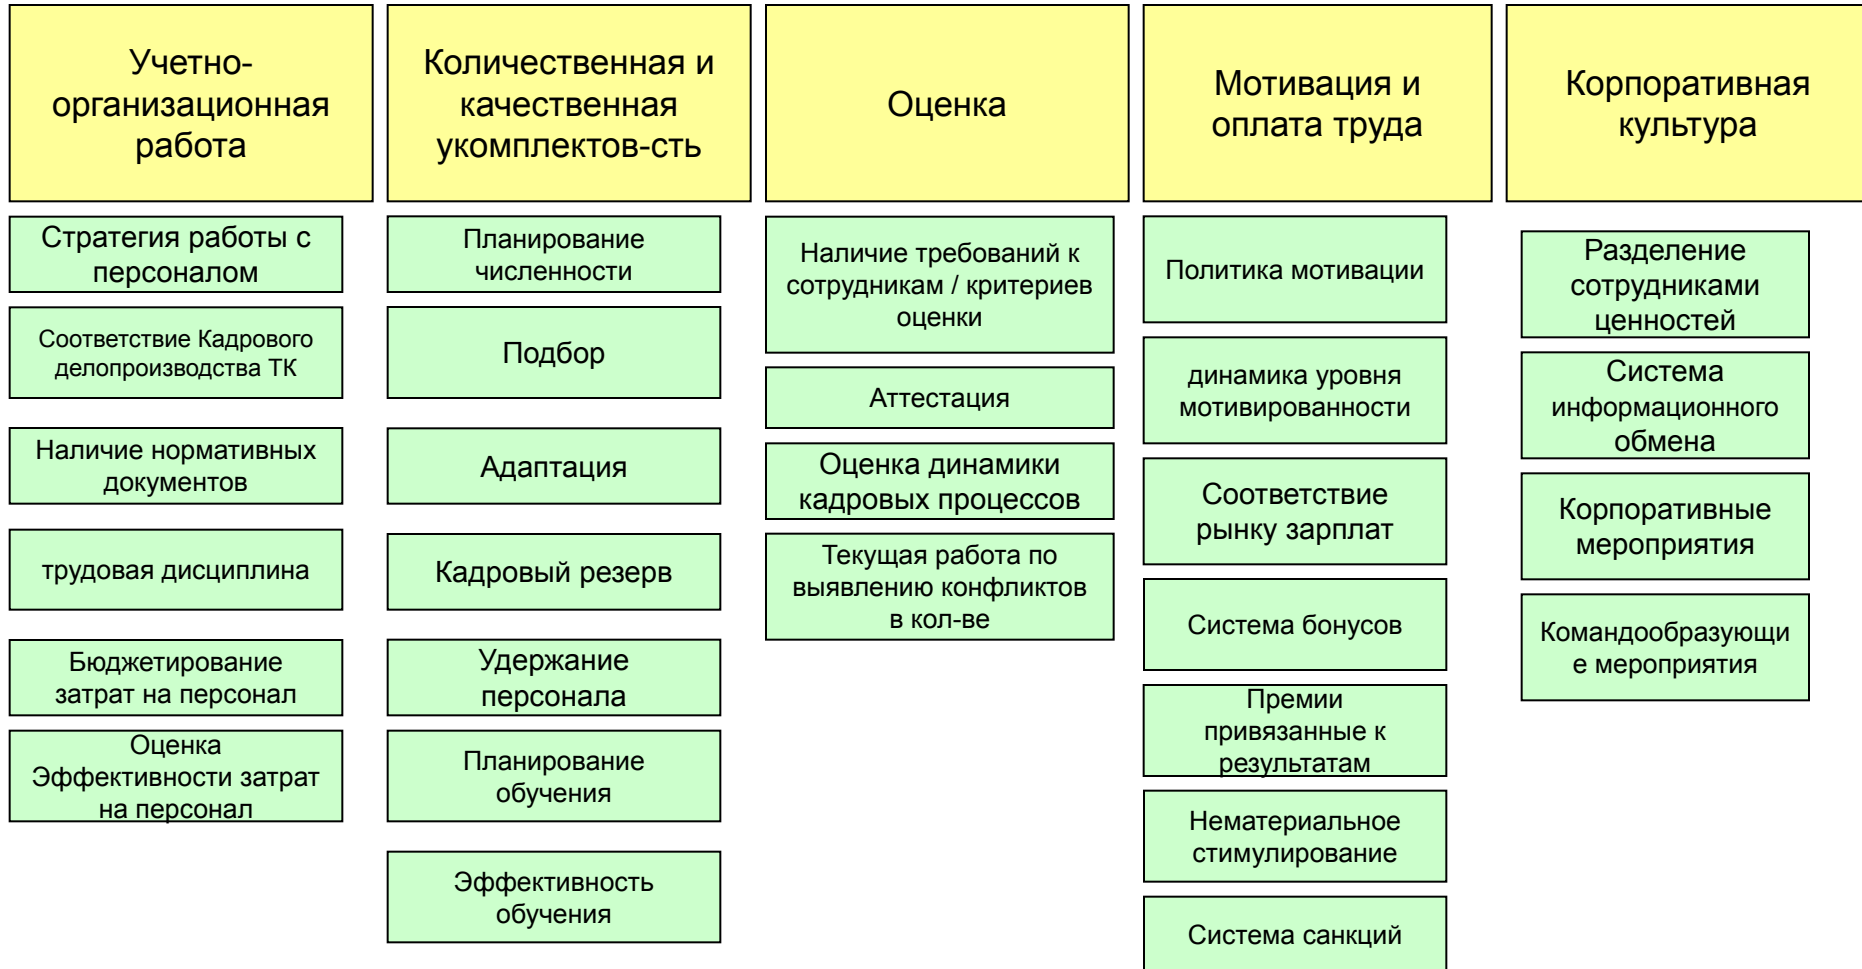 Учетно-
организационная
работа
Количественная и
качественная
укомплектов-сть
Оценка
Мотивация и
оплата труда
Корпоративная
культура
Стратегия работы с
персоналом
Соответствие Кадрового
делопроизводства ТК
Наличие нормативных
документов
трудовая дисциплина
Бюджетирование
затрат на персонал
Оценка
Эффективности затрат
на персонал
Планирование
численности
Подбор
Адаптация
Кадровый резерв
Удержание
персонала
Планирование
обучения
Эффективность
обучения
Наличие требований к
сотрудникам / критериев
оценки
Аттестация
Оценка динамики
кадровых процессов
Текущая работа по
выявлению конфликтов
в кол-ве
Политика мотивации
динамика уровня
мотивированности
Соответствие
рынку зарплат
Система бонусов
Премии
привязанные к
результатам
Нематериальное
стимулирование
Система санкций
Разделение
сотрудниками
ценностей
Система
информационного
обмена
Корпоративные
мероприятия
Командообразующи
е мероприятия